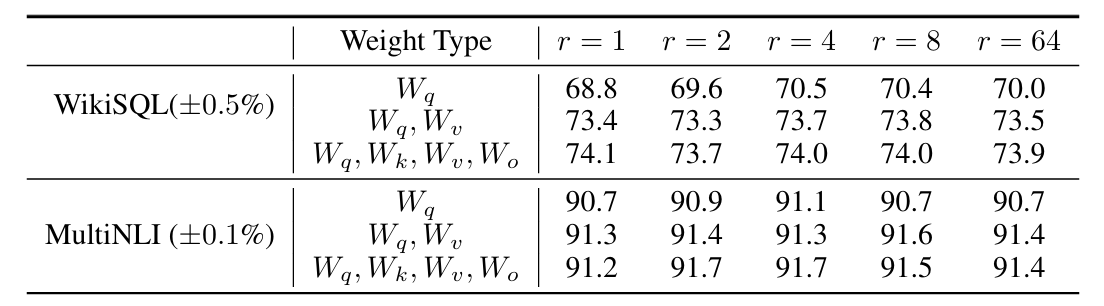 Weight Type r = 1 r = 2 r = 4 r = 8 r = 64
WikiSQL(±0.5%) W_q 68.8 69.6 70.5 70.4 70.0
W_q, W_v 73.4 73.3 73.7 73.8 73.5
W_q, W_k, W_v, W_o 74.1 73.7 74.0 74.0 73.9
MultiNLI (±0.1%) W_q 90.7 90.9 91.1 90.7 90.7
W_q, W_v 91.3 91.4 91.3 91.6 91.4
W_q, W_k, W_v, W_o 91.2 91.7 91.7 91.5 91.4